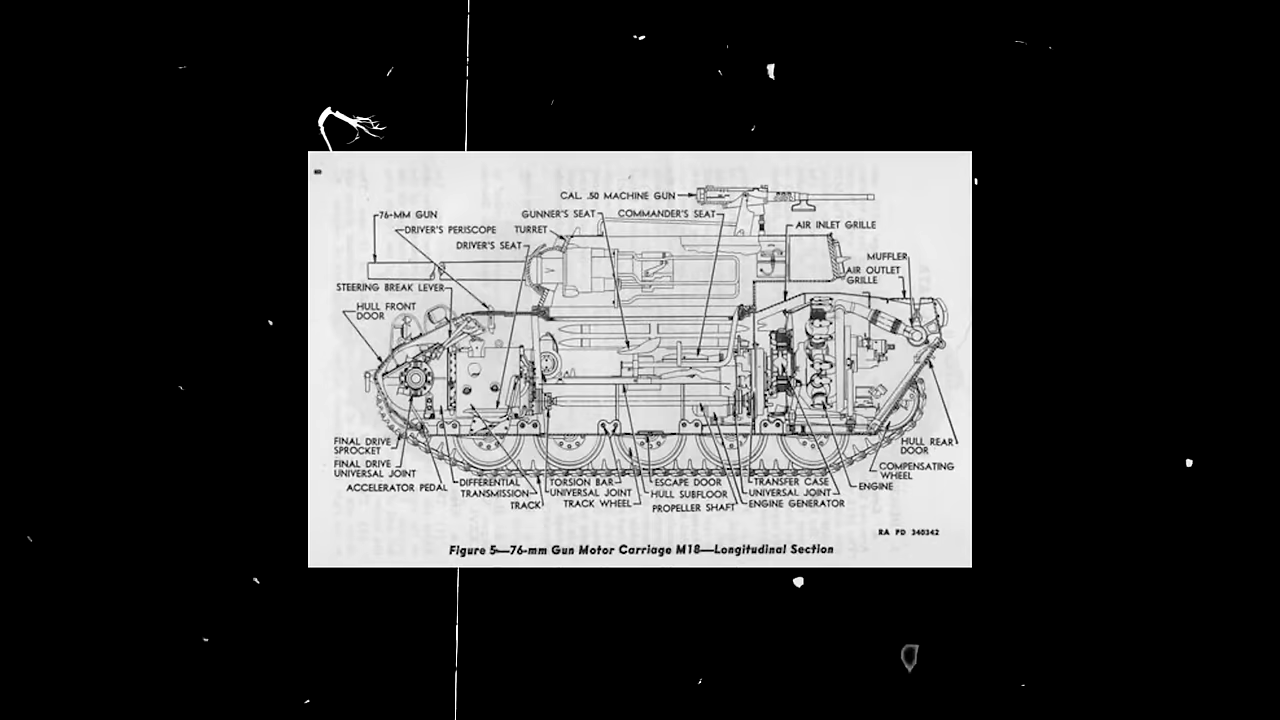 CAL. .50 MACHINE GUN
76-MM GUN
GUNNER'S SEAT
COMMANDER'S SEAT
DRIVER'S PERISCOPE
TURRET
AIR INLET GRILLE
DRIVER'S SEAT
MUFFLER
AIR OUTLET
GRILLE
STEERING BREAK LEVER
HULL FRONT
DOOR
FINAL DRIVE
SPROCKET
FINAL DRIVE
UNIVERSAL JOINT
ACCELERATOR PEDAL
DIFFERENTIAL
TRANSMISSION
TRACK
TORSION BAR
UNIVERSAL JOINT
TRACK WHEEL
ESCAPE DOOR
HULL SUBFLOOR
PROPELLER SHAFT
TRANSFER CASE
UNIVERSAL JOINT
ENGINE GENERATOR
ENGINE
COMPENSATING
WHEEL
HULL REAR
DOOR
RA PD 340342
Figure 5—76-mm Gun Motor Carriage M18—Longitudinal Section